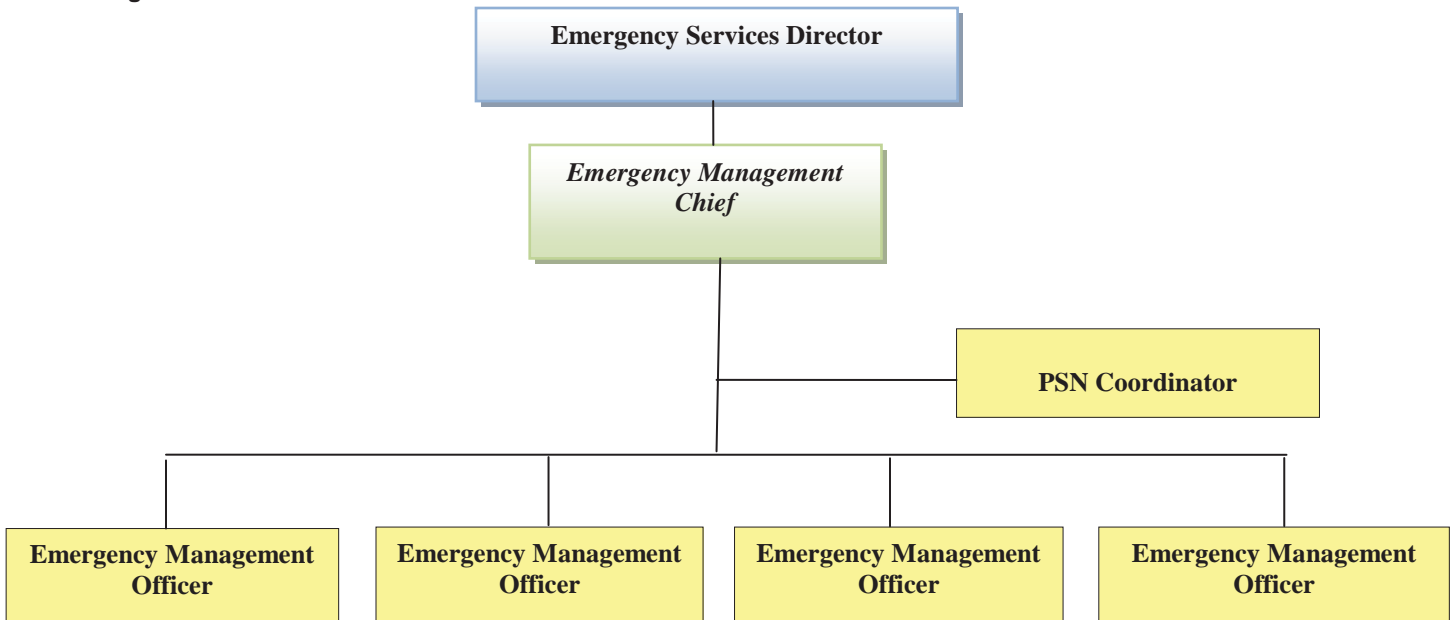 Emergency Services Director
Emergency Management
Chief
PSN Coordinator
Emergency Management
Officer
Emergency Management
Officer
Emergency Management
Officer
Emergency Management
Officer